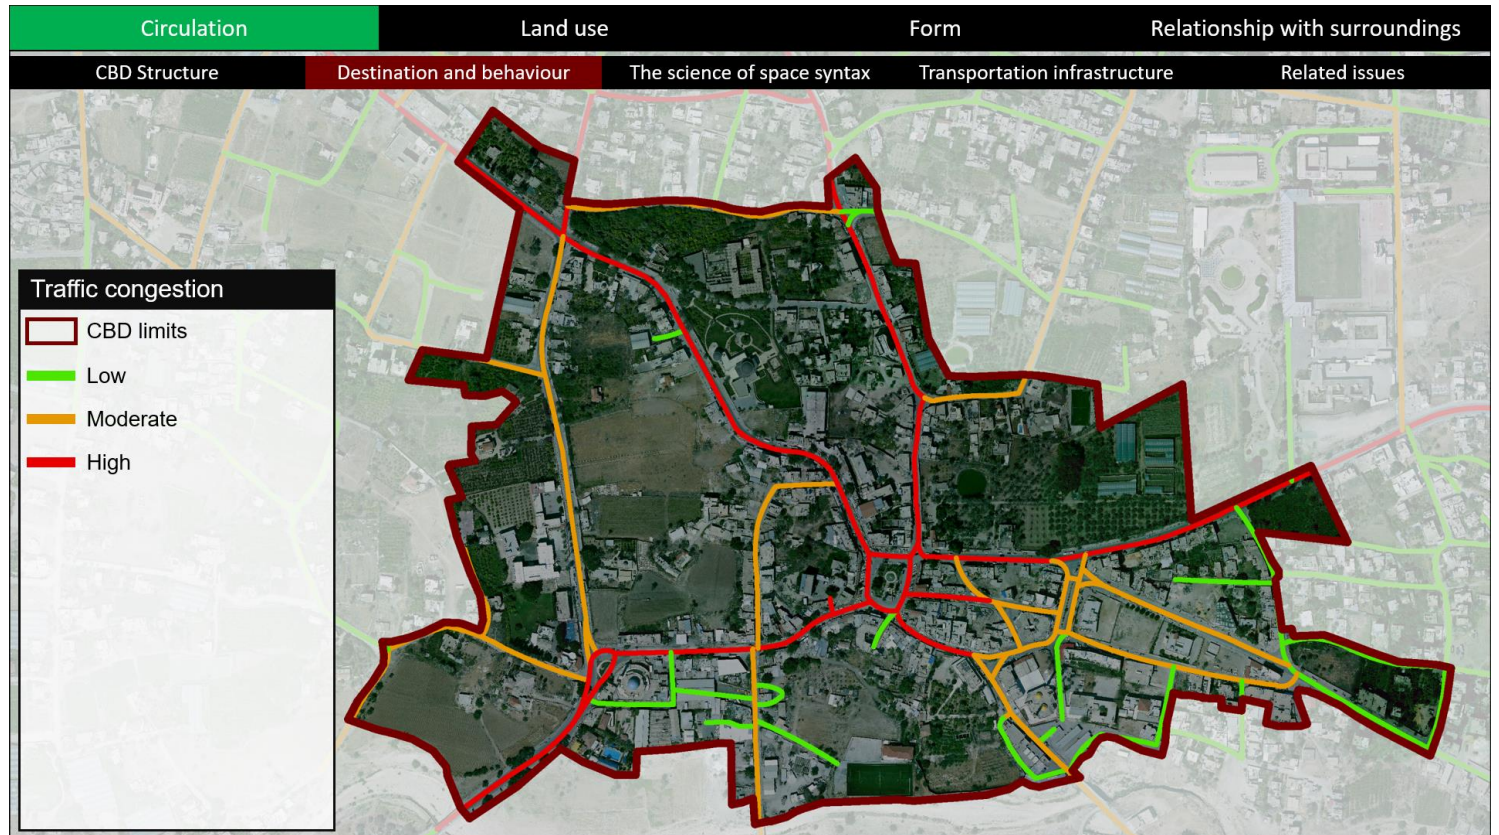 Circulation
Land use
Form
Relationship with surroundings
CBD Structure
Destination and behaviour
The science of space syntax
Transportation infrastructure
Related issues
Traffic congestion
CBD limits
Low
Moderate
High